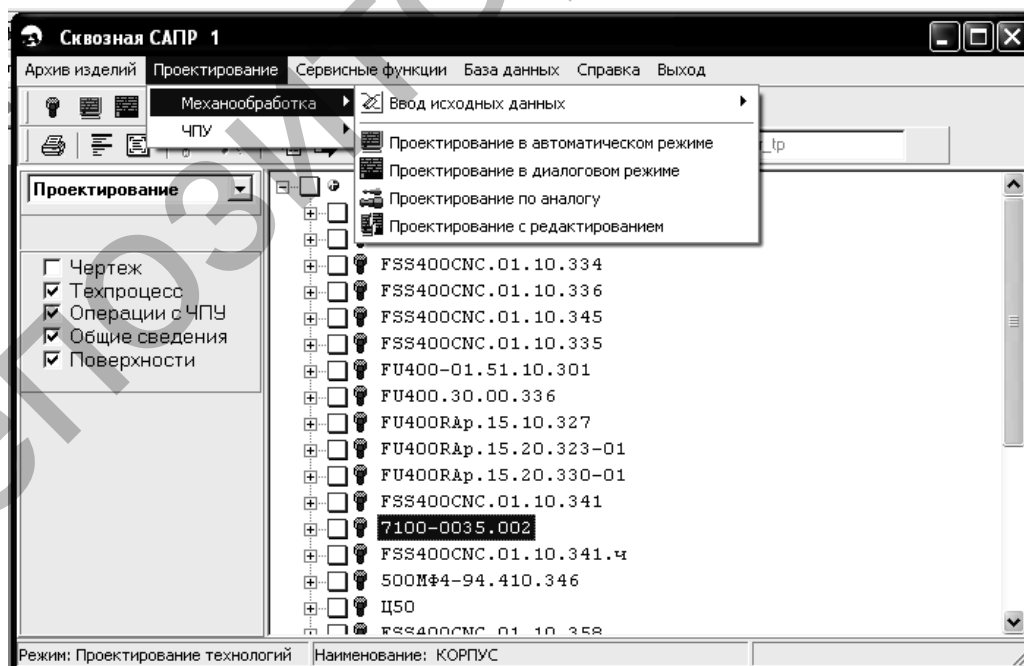 Сквозная САПР 1
Архив изделий Проектирование Сервисные функции База данных Справка Выход
Механообработка
ЧПУ
Ввод исходных данных
Проектирование в автоматическом режиме
Проектирование в диалоговом режиме
Проектирование по аналогу
Проектирование с редактированием
_tp
Проектирование
Чертеж
Техпроцесс
Операции с ЧПУ
Общие сведения
Поверхности
FSS400CNC.01.10.334
FSS400CNC.01.10.336
FSS400CNC.01.10.345
FSS400CNC.01.10.335
FU400-01.51.10.301
FU400.30.00.336
FU400RAp.15.10.327
FU400RAp.15.20.323-01
FU400RAp.15.20.330-01
FSS400CNC.01.10.341
7100-0035.002
FSS400CNC.01.10.341.ч
500МФ4-94.410.346
Ц50
FSS400CNC.01.10.358
Режим: Проектирование технологий Наименование: КОРПУС